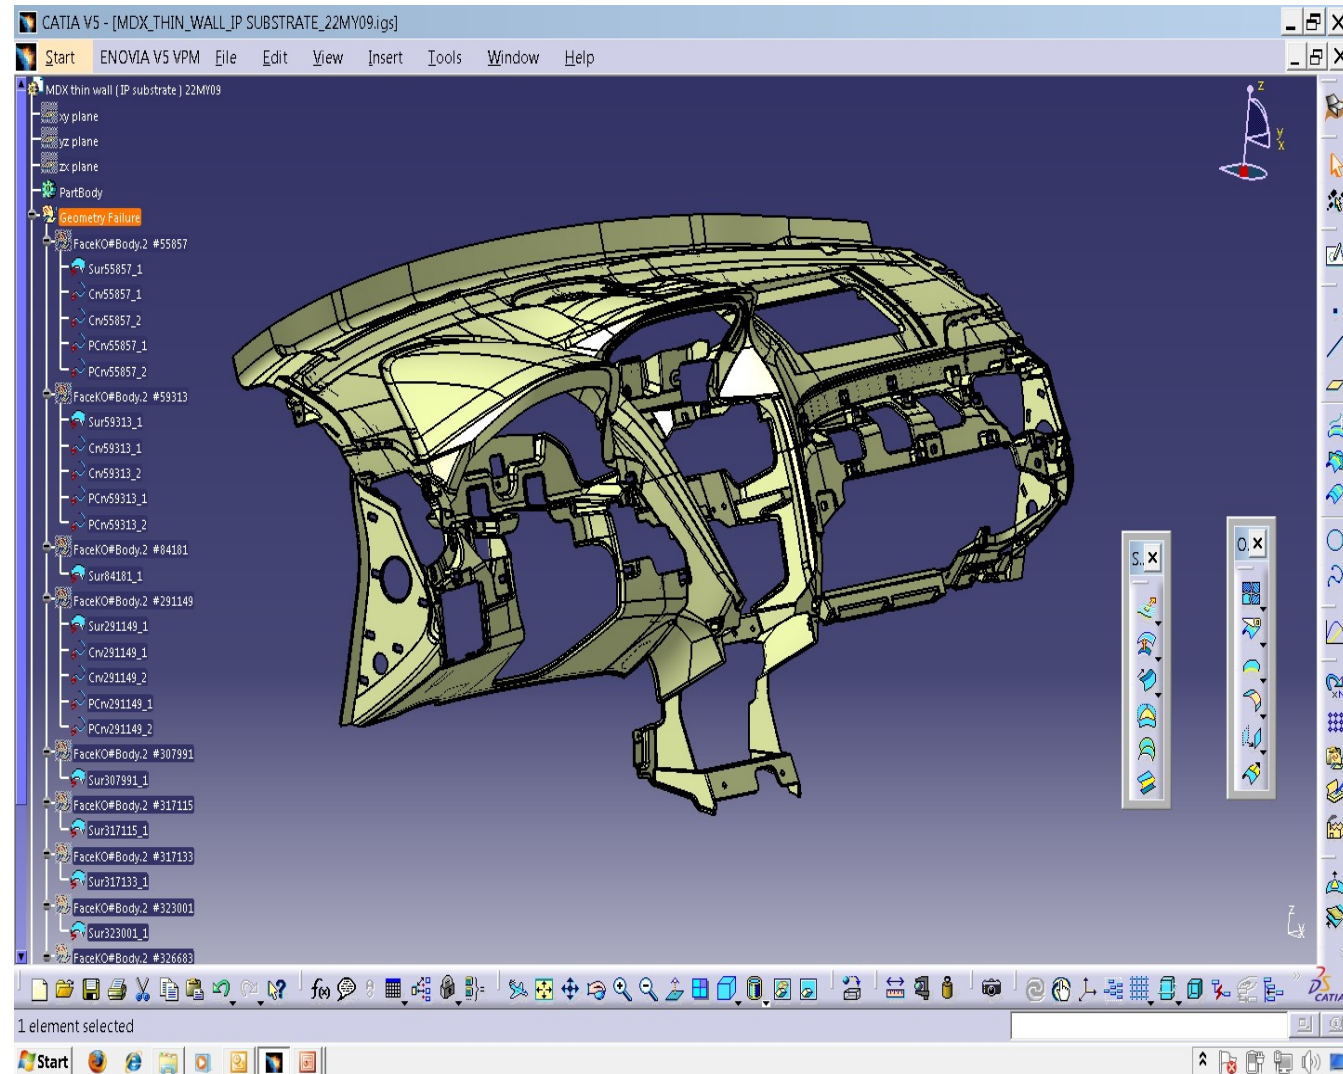 CATIA V5 - [MDX_THIN_WALL_IP SUBSTRATE_22MY09.igs]
Start ENOVIA V5 VPM File Edit View Insert Tools Window Help
MDX thin wall ( IP substrate ) 22MY09
xy plane
yz plane
zx plane
PartBody
Geometry Failure
FaceKO#Body.2 #55857
Sur55857_1
Crv55857_1
Crv55857_2
PCrv55857_1
PCrv55857_2
FaceKO#Body.2 #59313
Sur59313_1
Crv59313_1
Crv59313_2
PCrv59313_1
PCrv59313_2
FaceKO#Body.2 #84181
Sur84181_1
FaceKO#Body.2 #291149
Sur291149_1
Crv291149_1
Crv291149_2
PCrv291149_1
PCrv291149_2
FaceKO#Body.2 #307991
Sur307991_1
FaceKO#Body.2 #317115
Sur317115_1
FaceKO#Body.2 #317133
Sur317133_1
FaceKO#Body.2 #323001
Sur323001_1
FaceKO#Body.2 #326683
z
y
x
S..
O..
z
x
f(x)
CATIA
1 element selected
Start